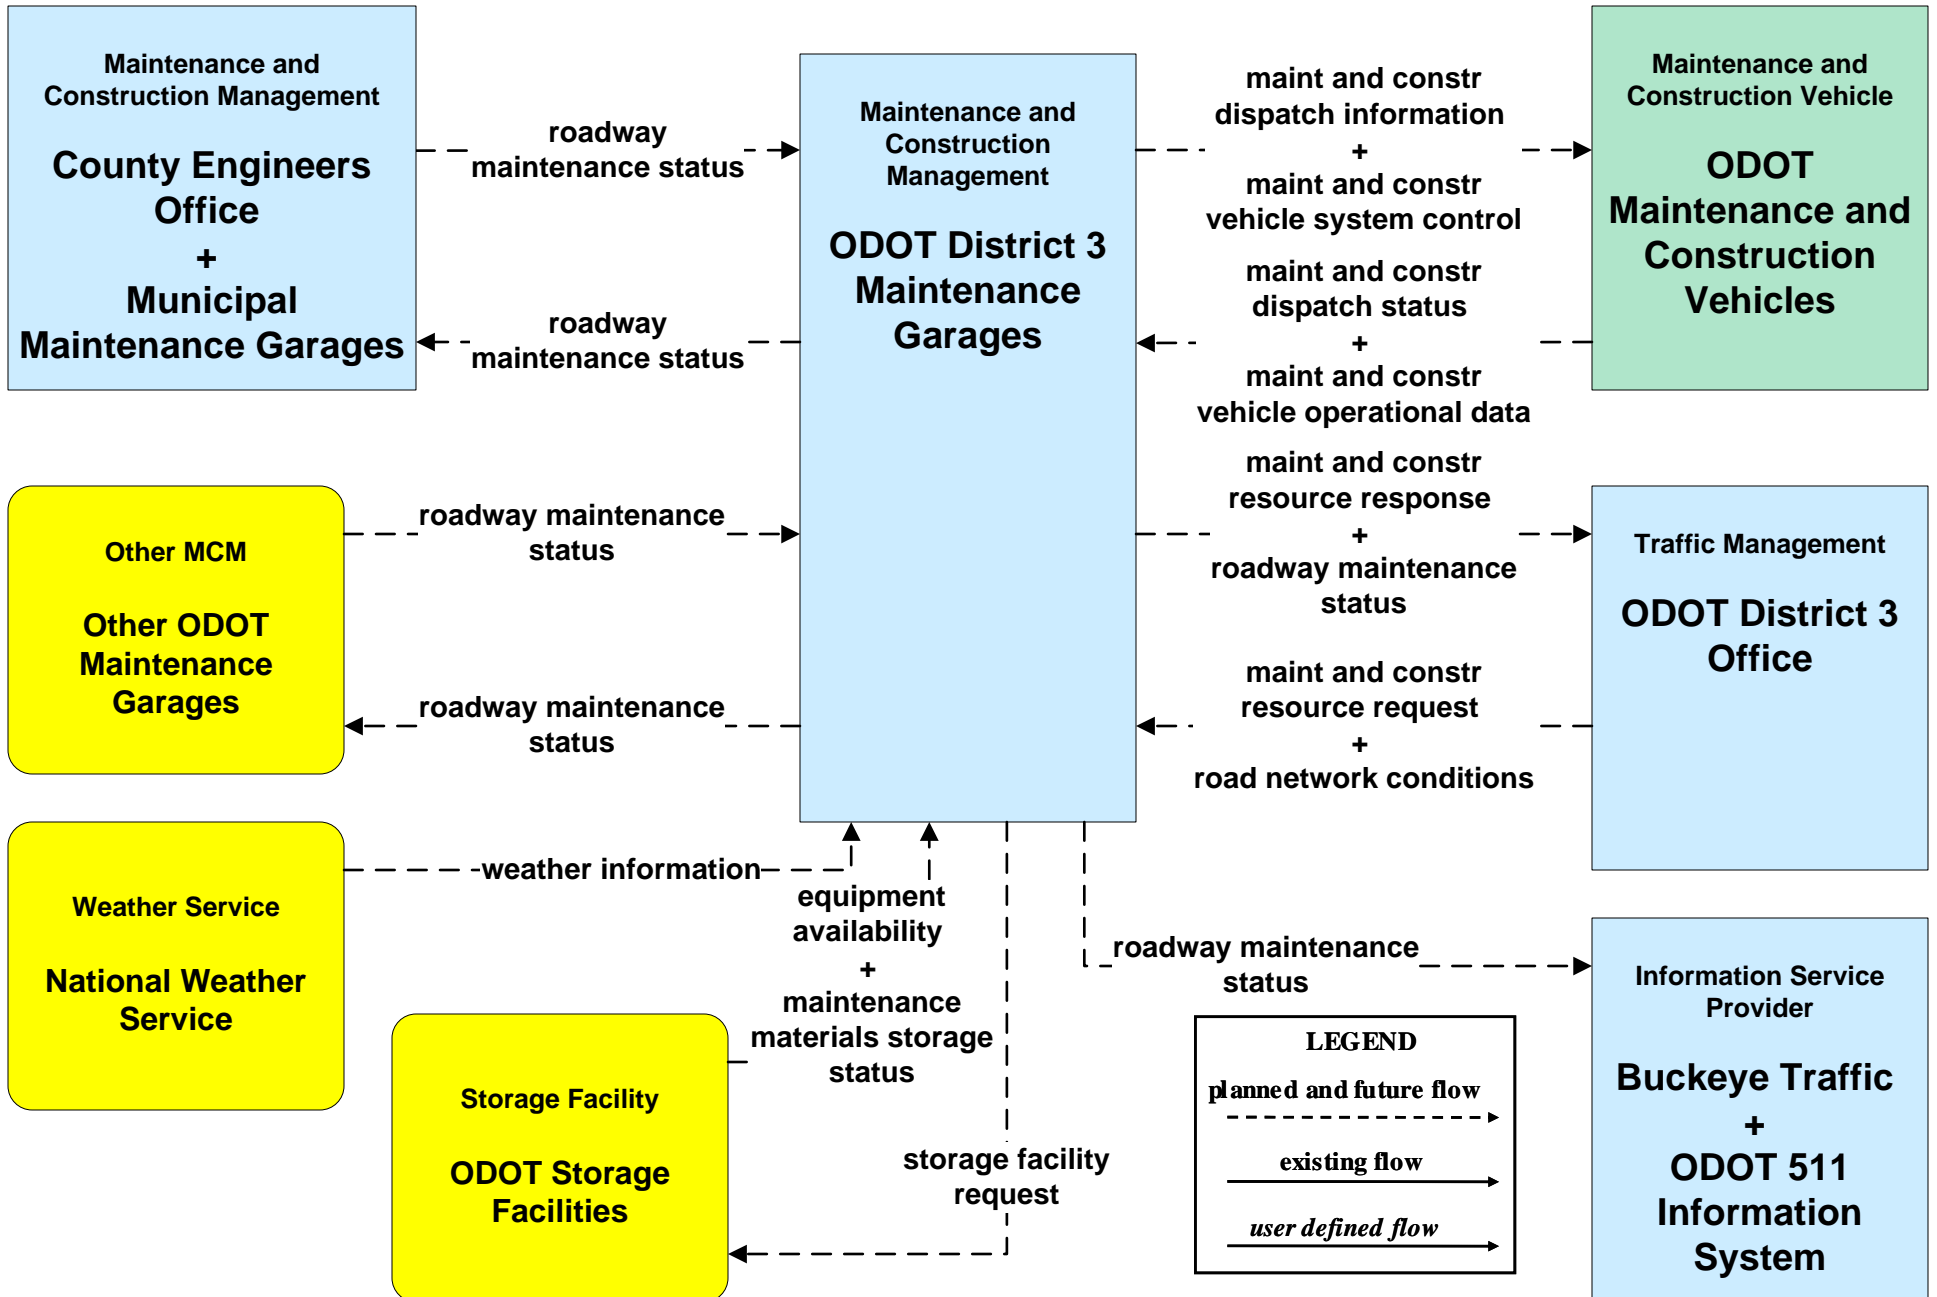 Maintenance and
Construction Management
County Engineers
Office
+
Municipal
Maintenance Garages
roadway
maintenance status
roadway
maintenance status
Maintenance and
Construction
Management
ODOT District 3
Maintenance
Garages
maint and constr
dispatch information
+
maint and constr
vehicle system control
maint and constr
dispatch status
+
maint and constr
vehicle operational data
Maintenance and
Construction Vehicle
ODOT
Maintenance and
Construction
Vehicles
Other MCM
Other ODOT
Maintenance
Garages
roadway maintenance
status
roadway maintenance
status
maint and constr
resource response
+
roadway maintenance
status
maint and constr
resource request
+
road network conditions
Traffic Management
ODOT District 3
Office
Weather Service
National Weather
Service
weather information
equipment
availability
+
maintenance
materials storage
status
Storage Facility
ODOT Storage
Facilities
storage facility
request
roadway maintenance
status
LEGEND
planned and future flow
existing flow
user defined flow
Information Service
Provider
Buckeye Traffic
+
ODOT 511
Information
System